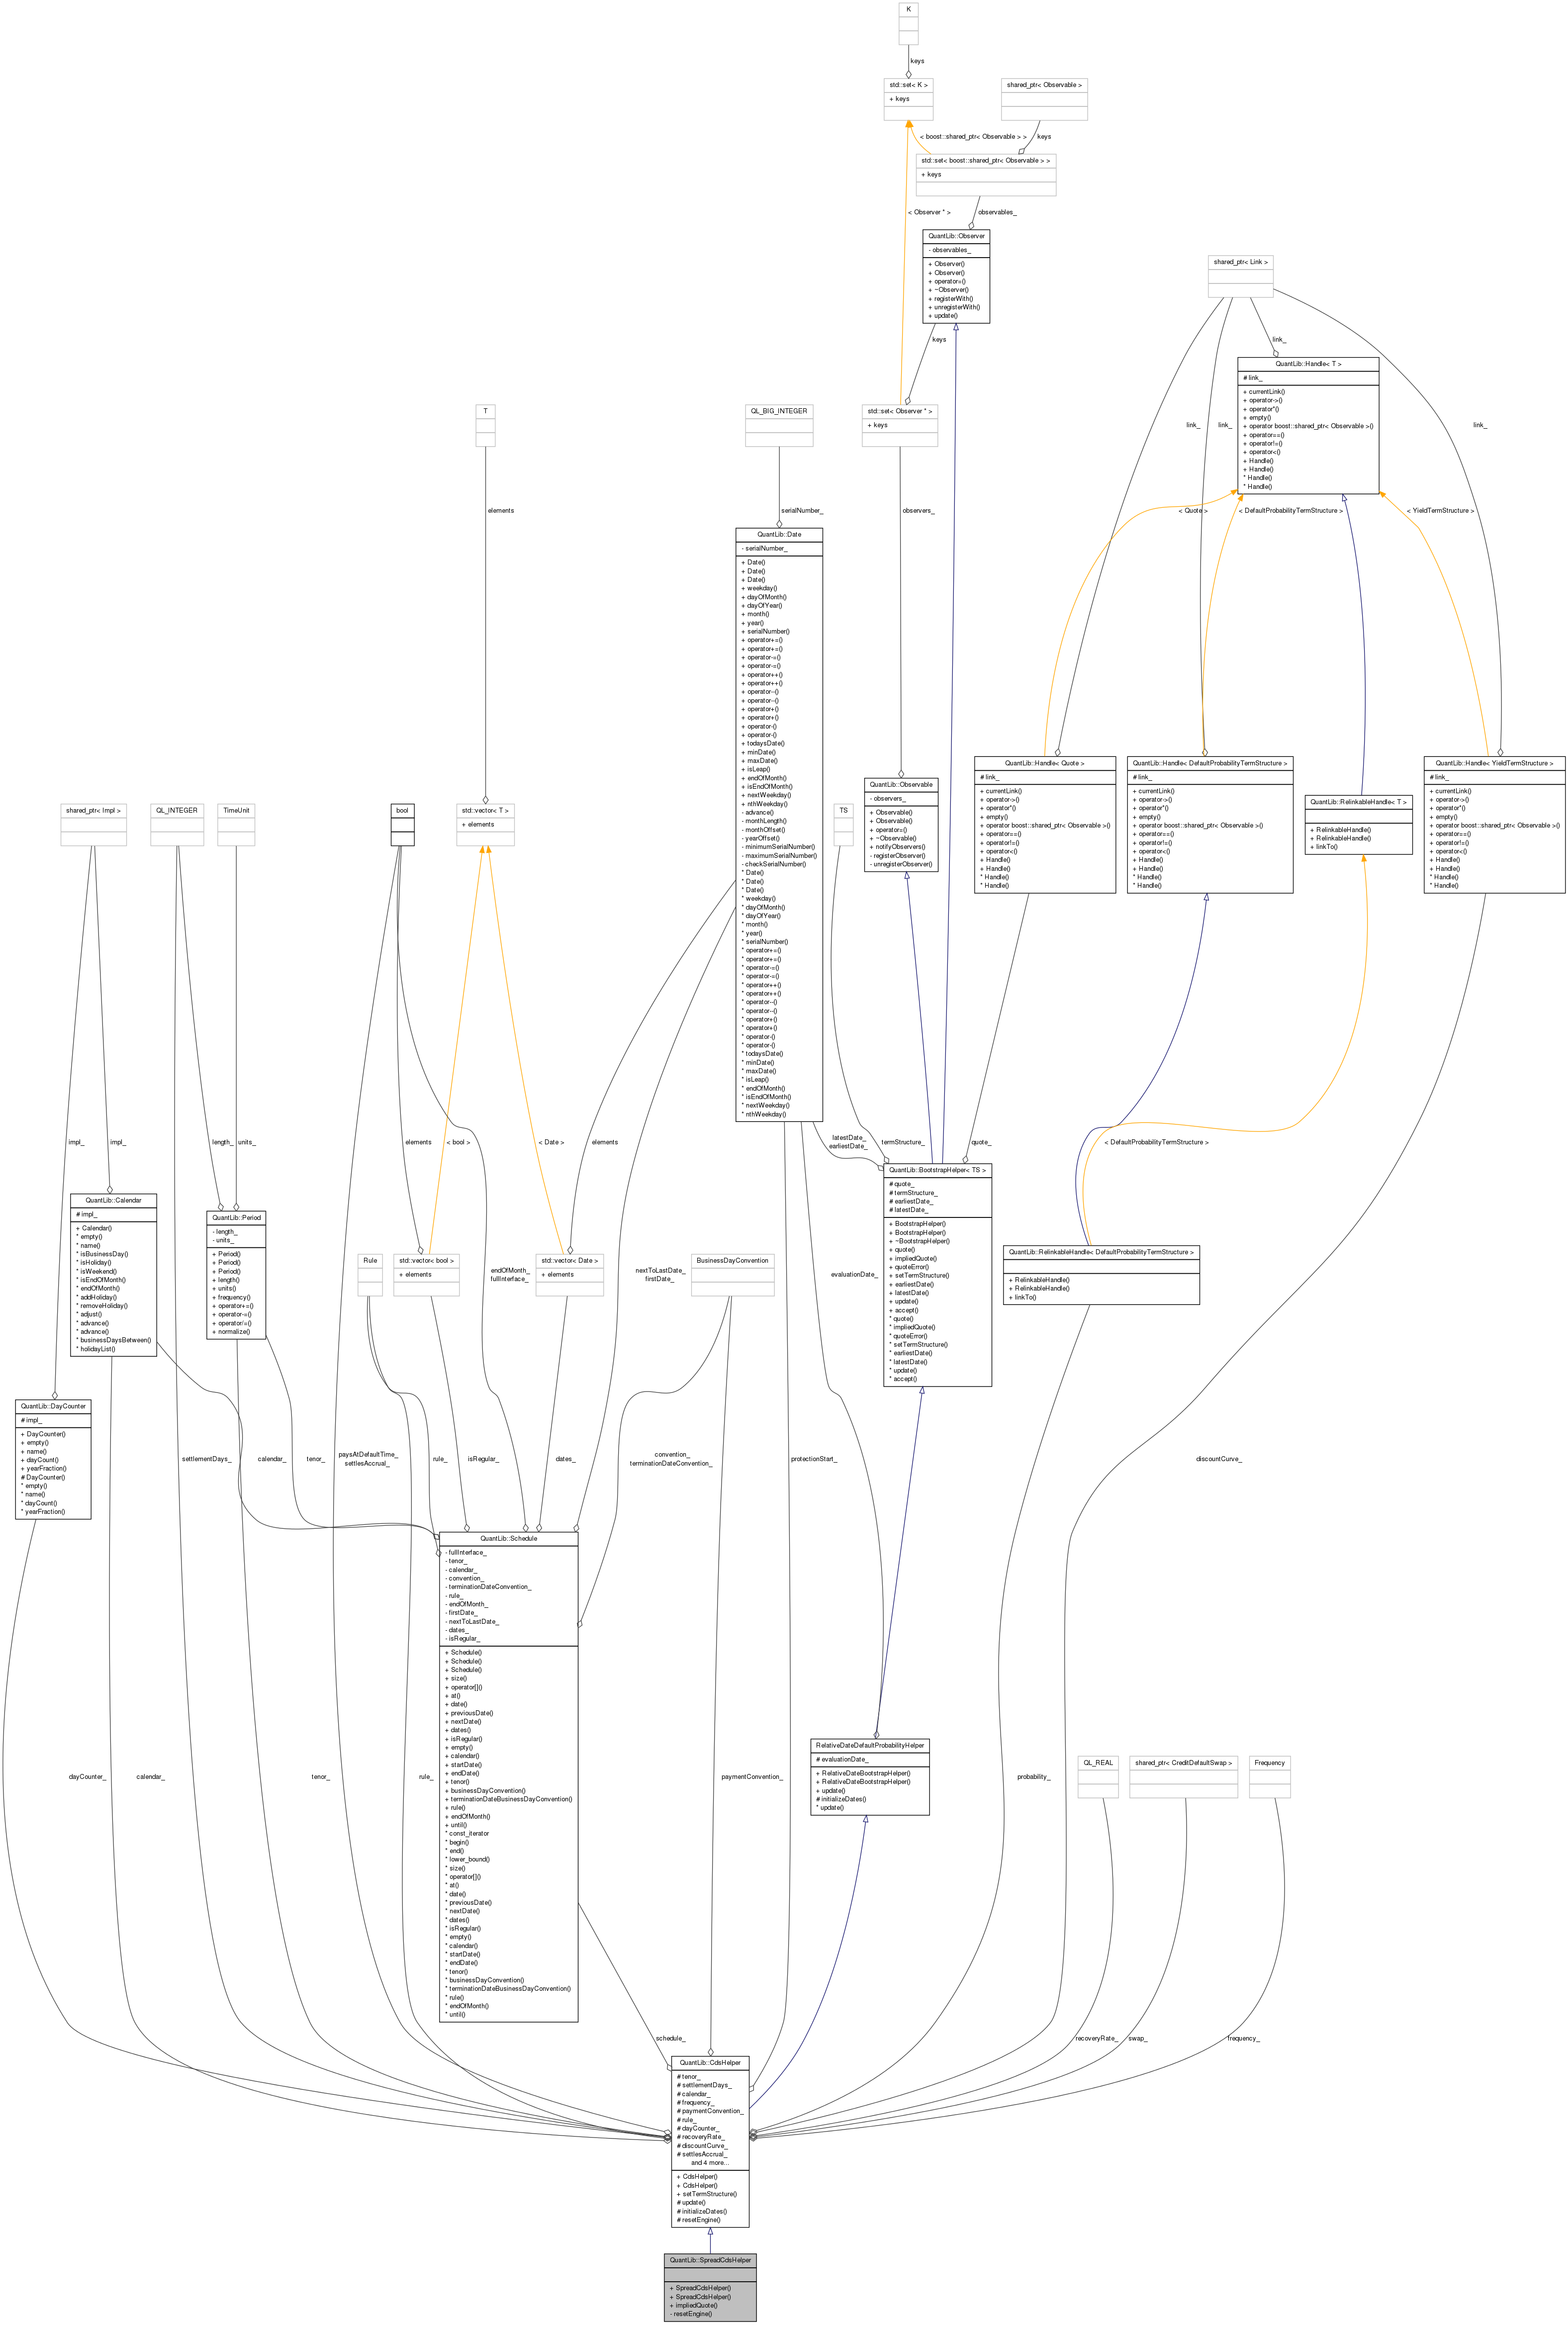 K
keys
std::set< K >
+ keys
shared_ptr< Observable >
< boost::shared_ptr< Observable > >
keys
std::set< boost::shared_ptr< Observable > >
+ keys
< Observer * >
observables_
QuantLib::Observer
- observables_
+ Observer()
+ Observer()
+ operator=()
+ ~Observer()
+ registerWith()
+ unregisterWith()
+ update()
shared_ptr< Link >
keys
link_
QuantLib::Handle< T >
# link_
+ currentLink()
+ operator->()
+ operator*()
+ empty()
+ operator boost::shared_ptr< Observable >()
+ operator==()
+ operator!=()
+ operator<()
+ Handle()
+ Handle()
* Handle()
* Handle()
link_
link_
link_
T
QL_BIG_INTEGER
std::set< Observer * >
+ keys
elements
serialNumber_
observers_
< Quote >
< DefaultProbabilityTermStructure >
< YieldTermStructure >
QuantLib::Date
- serialNumber_
+ Date()
+ Date()
+ Date()
+ weekday()
+ dayOfMonth()
+ dayOfYear()
+ month()
+ year()
+ serialNumber()
+ operator+=()
+ operator+=()
+ operator-=()
+ operator-=()
+ operator++()
+ operator++()
+ operator--()
+ operator--()
+ operator+()
+ operator+()
+ operator-()
+ operator-()
+ todaysDate()
+ minDate()
+ maxDate()
+ isLeap()
+ endOfMonth()
+ isEndOfMonth()
+ nextWeekday()
+ nthWeekday()
- advance()
- monthLength()
- monthOffset()
- yearOffset()
- minimumSerialNumber()
- maximumSerialNumber()
- checkSerialNumber()
* Date()
* Date()
* Date()
* weekday()
* dayOfMonth()
* dayOfYear()
* month()
* year()
* serialNumber()
* operator+=()
* operator+=()
* operator-=()
* operator-=()
* operator++()
* operator++()
* operator--()
* operator--()
* operator+()
* operator+()
* operator-()
* operator-()
* todaysDate()
* minDate()
* maxDate()
* isLeap()
* endOfMonth()
* isEndOfMonth()
* nextWeekday()
* nthWeekday()
shared_ptr< Impl >
QL_INTEGER
TimeUnit
bool
std::vector< T >
+ elements
TS
QuantLib::Observable
- observers_
+ Observable()
+ Observable()
+ operator=()
+ ~Observable()
+ notifyObservers()
- registerObserver()
- unregisterObserver()
QuantLib::Handle< Quote >
# link_
+ currentLink()
+ operator->()
+ operator*()
+ empty()
+ operator boost::shared_ptr< Observable >()
+ operator==()
+ operator!=()
+ operator<()
+ Handle()
+ Handle()
* Handle()
* Handle()
QuantLib::Handle< DefaultProbabilityTermStructure >
# link_
+ currentLink()
+ operator->()
+ operator*()
+ empty()
+ operator boost::shared_ptr< Observable >()
+ operator==()
+ operator!=()
+ operator<()
+ Handle()
+ Handle()
* Handle()
* Handle()
QuantLib::RelinkableHandle< T >
+ RelinkableHandle()
+ RelinkableHandle()
+ linkTo()
QuantLib::Handle< YieldTermStructure >
# link_
+ currentLink()
+ operator->()
+ operator*()
+ empty()
+ operator boost::shared_ptr< Observable >()
+ operator==()
+ operator!=()
+ operator<()
+ Handle()
+ Handle()
* Handle()
* Handle()
impl_
impl_
length_
units_
elements
< bool >
< Date >
elements
latestDate_
earliestDate_
termStructure_
quote_
< DefaultProbabilityTermStructure >
QuantLib::Calendar
# impl_
+ Calendar()
* empty()
* name()
* isBusinessDay()
* isHoliday()
* isWeekend()
* isEndOfMonth()
* endOfMonth()
* addHoliday()
* removeHoliday()
* adjust()
* advance()
* advance()
* businessDaysBetween()
* holidayList()
QuantLib::Period
- length_
- units_
+ Period()
+ Period()
+ Period()
+ length()
+ units()
+ frequency()
+ operator+=()
+ operator-=()
+ operator/=()
+ normalize()
Rule
std::vector< bool >
+ elements
endOfMonth_
fullInterface_
std::vector< Date >
+ elements
nextToLastDate_
firstDate_
BusinessDayConvention
evaluationDate_
QuantLib::BootstrapHelper< TS >
# quote_
# termStructure_
# earliestDate_
# latestDate_
+ BootstrapHelper()
+ BootstrapHelper()
+ ~BootstrapHelper()
+ quote()
+ impliedQuote()
+ quoteError()
+ setTermStructure()
+ earliestDate()
+ latestDate()
+ update()
+ accept()
* quote()
* impliedQuote()
* quoteError()
* setTermStructure()
* earliestDate()
* latestDate()
* update()
* accept()
QuantLib::RelinkableHandle< DefaultProbabilityTermStructure >
+ RelinkableHandle()
+ RelinkableHandle()
+ linkTo()
QuantLib::DayCounter
# impl_
+ DayCounter()
+ empty()
+ name()
+ dayCount()
+ yearFraction()
# DayCounter()
* empty()
* name()
* dayCount()
* yearFraction()
settlementDays_
calendar_
tenor_
paysAtDefaultTime_
settlesAccrual_
rule_
isRegular_
dates_
convention_
terminationDateConvention_
protectionStart_
discountCurve_
QuantLib::Schedule
- fullInterface_
- tenor_
- calendar_
- convention_
- terminationDateConvention_
- rule_
- endOfMonth_
- firstDate_
- nextToLastDate_
- dates_
- isRegular_
+ Schedule()
+ Schedule()
+ Schedule()
+ size()
+ operator[]()
+ at()
+ date()
+ previousDate()
+ nextDate()
+ dates()
+ isRegular()
+ empty()
+ calendar()
+ startDate()
+ endDate()
+ tenor()
+ businessDayConvention()
+ terminationDateBusinessDayConvention()
+ rule()
+ endOfMonth()
+ until()
* const_iterator
* begin()
* end()
* lower_bound()
* size()
* operator[]()
* at()
* date()
* previousDate()
* nextDate()
* dates()
* isRegular()
* empty()
* calendar()
* startDate()
* endDate()
* tenor()
* businessDayConvention()
* terminationDateBusinessDayConvention()
* rule()
* endOfMonth()
* until()
dayCounter_
calendar_
tenor_
rule_
paymentConvention_
RelativeDateDefaultProbabilityHelper
# evaluationDate_
+ RelativeDateBootstrapHelper()
+ RelativeDateBootstrapHelper()
+ update()
# initializeDates()
* update()
probability_
QL_REAL
shared_ptr< CreditDefaultSwap >
Frequency
schedule_
recoveryRate_
swap_
frequency_
QuantLib::CdsHelper
# tenor_
# settlementDays_
# calendar_
# frequency_
# paymentConvention_
# rule_
# dayCounter_
# recoveryRate_
# discountCurve_
# settlesAccrual_
and 4 more...
+ CdsHelper()
+ CdsHelper()
+ setTermStructure()
# update()
# initializeDates()
# resetEngine()
QuantLib::SpreadCdsHelper
+ SpreadCdsHelper()
+ SpreadCdsHelper()
+ impliedQuote()
- resetEngine()